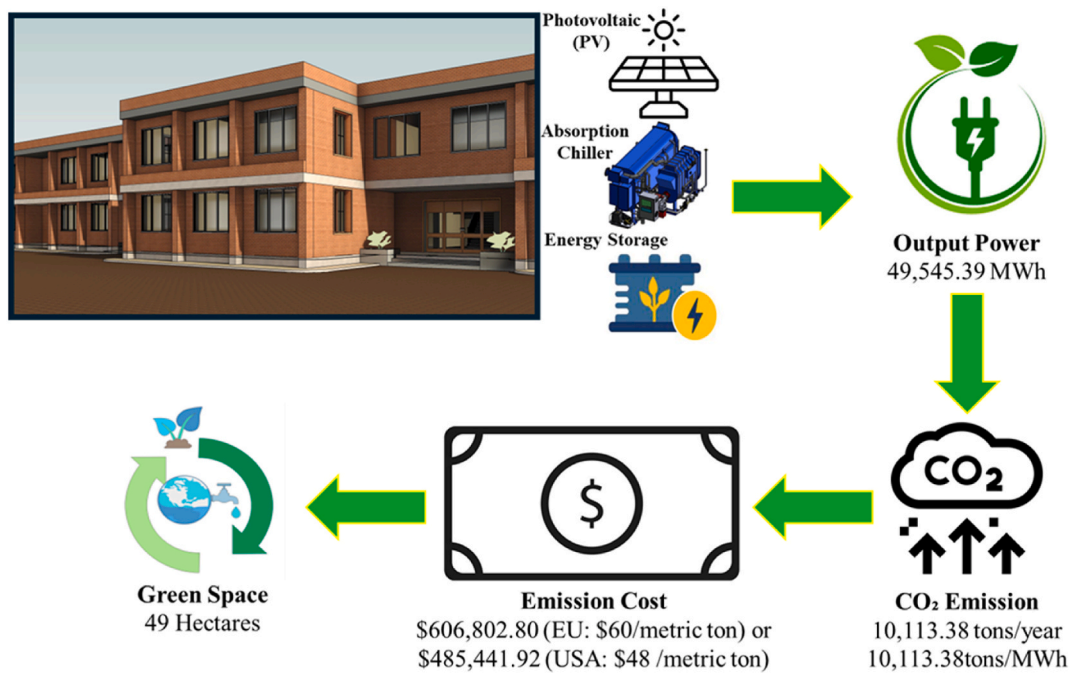 Photovoltaic
(PV)
Absorption
Chiller
Energy Storage
Output Power
49,545.39 MWh
CO₂
CO₂ Emission
10,113.38 tons/year
10,113.38tons/MWh
$
Emission Cost
$606,802.80 (EU: $60/metric ton) or
$485,441.92 (USA: $48 /metric ton)
Green Space
49 Hectares